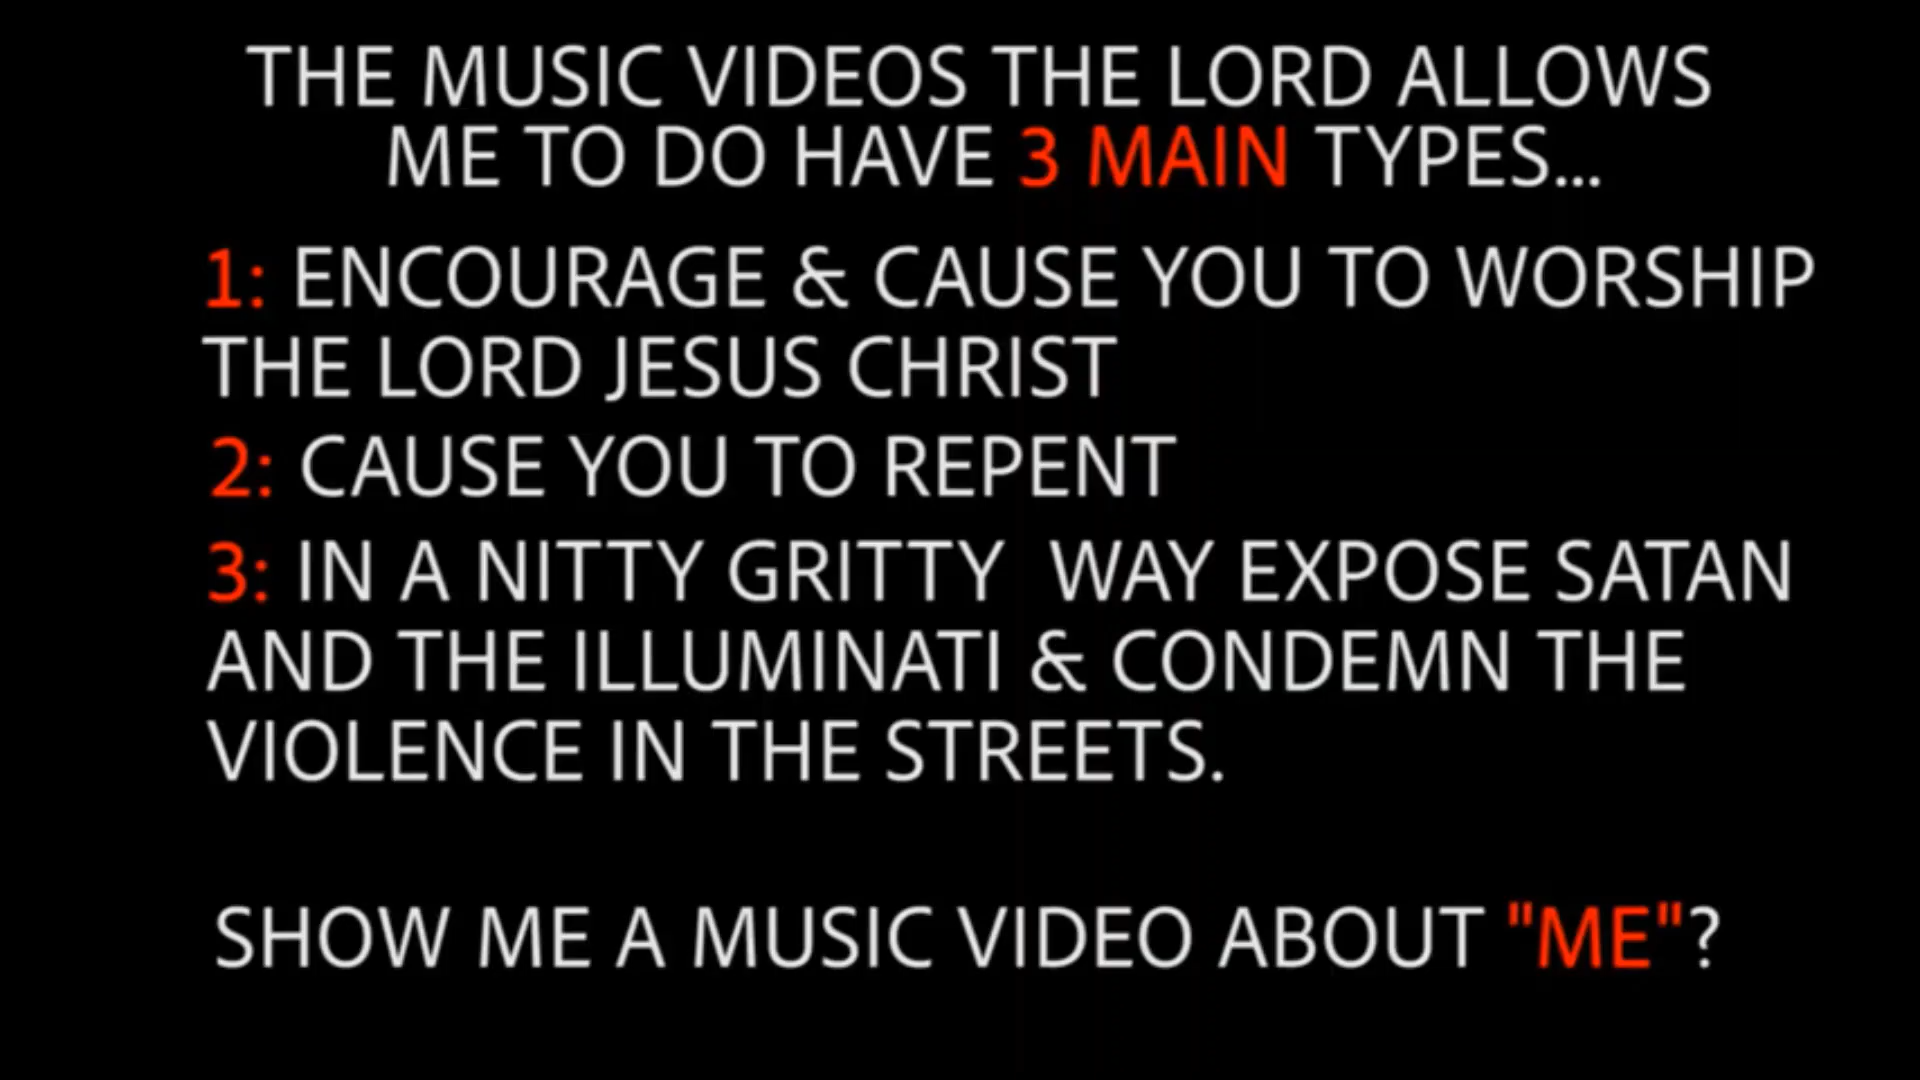 THE MUSIC VIDEOS THE LORD ALLOWS
ME TO DO HAVE 3 MAIN TYPES...
1: ENCOURAGE & CAUSE YOU TO WORSHIP
THE LORD JESUS CHRIST
2: CAUSE YOU TO REPENT
3: IN A NITTY GRITTY  WAY EXPOSE SATAN
AND THE ILLUMINATI & CONDEMN THE
VIOLENCE IN THE STREETS.
SHOW ME A MUSIC VIDEO ABOUT "ME"?